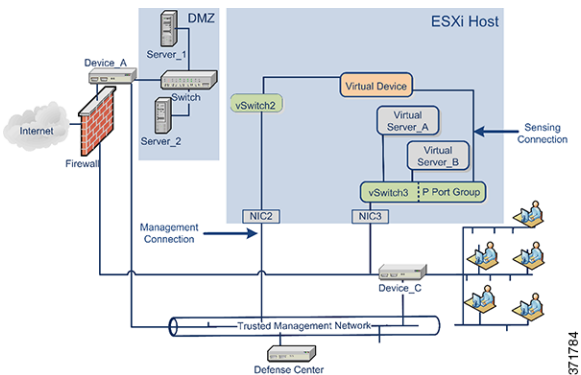 DMZ
ESXi Host
Server_1
Device_A
Switch
Server_2
Internet
Firewall
Virtual Device
vSwitch2
Virtual
Server_A
Virtual
Server_B
Sensing
Connection
vSwitch3
P Port Group
NIC2
NIC3
Management
Connection
Device_C
Trusted Management Network
Defense Center
371784